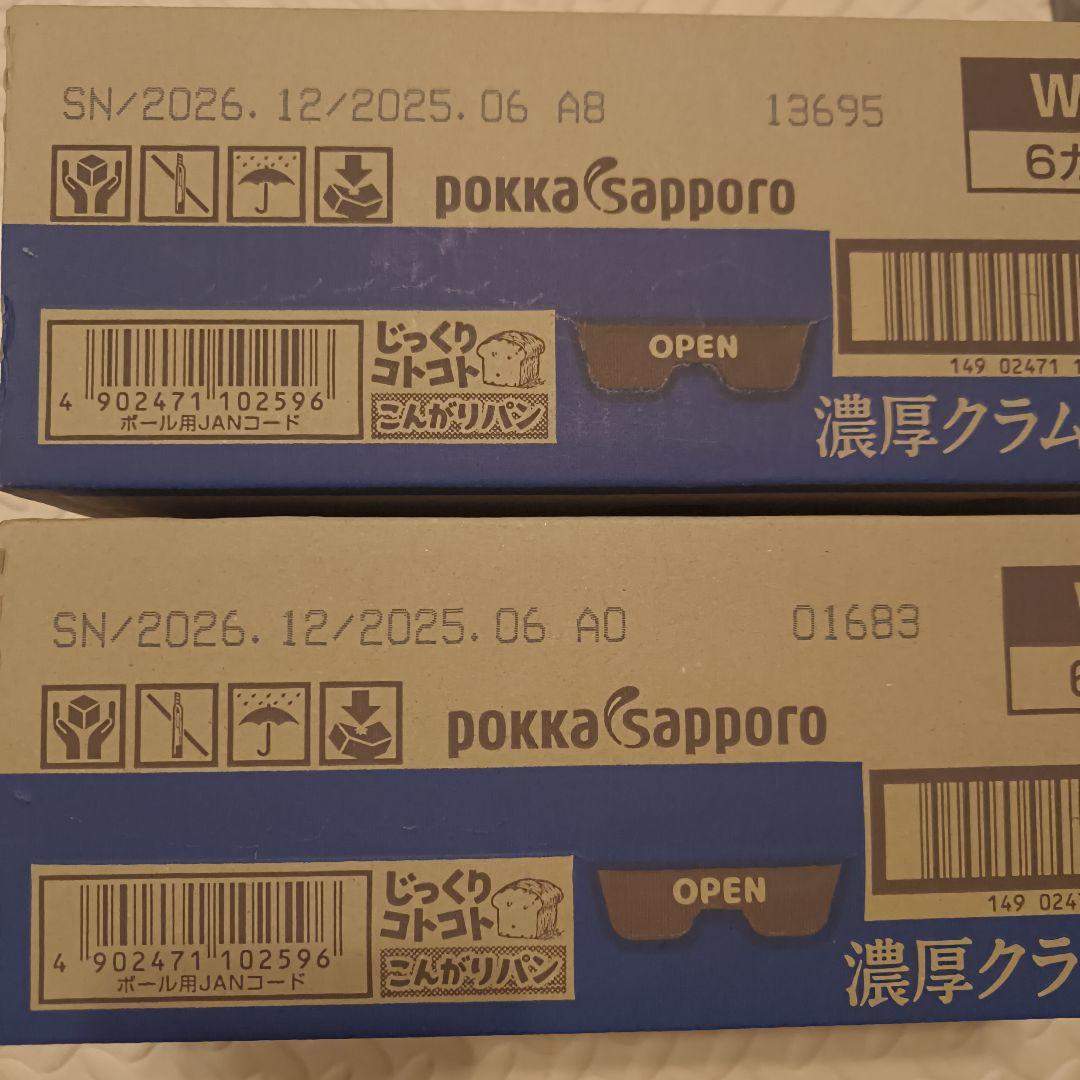 SN/2026. 12/2025. 06 A8 13695
W
6カ
pokka sapporo
4 902471 102596
ボール用JANコード
じっくり
コトコト
こんがりパン
OPEN
149 02471 1
濃厚クラム
SN/2026. 12/2025. 06 A0 01683
6
pokka sapporo
4 902471 102596
ボール用JANコード
じっくり
コトコト
こんがりパン
OPEN
149 024
濃厚クラ